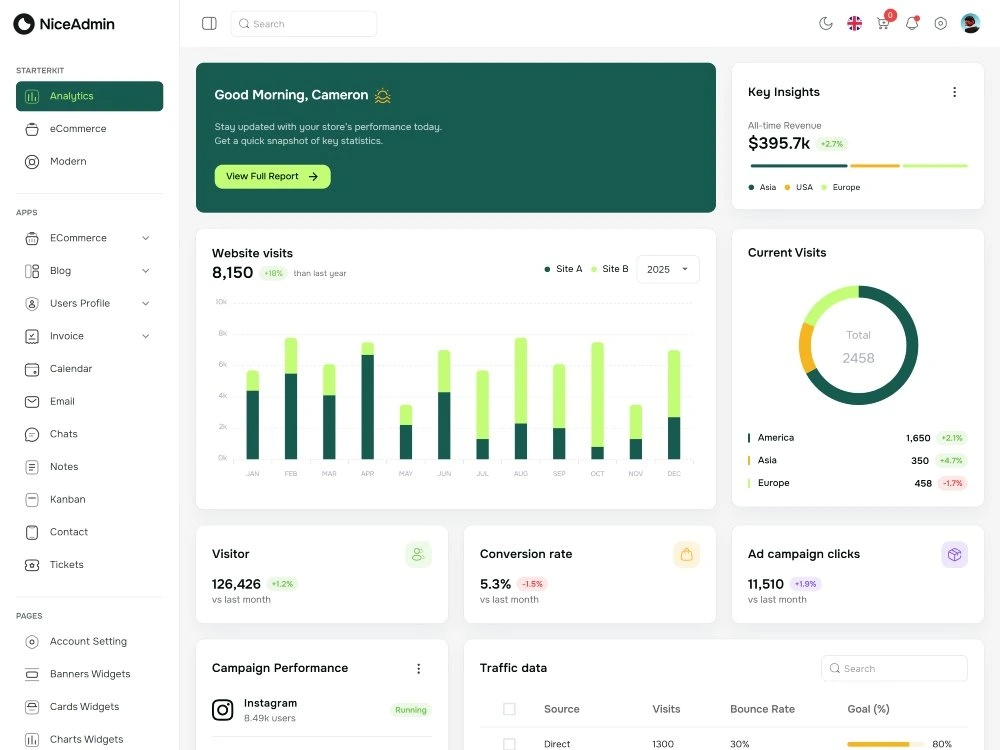 NiceAdmin
Search
0
STARTERKIT
Analytics
eCommerce
Modern
APPS
ECommerce
Blog
Users Profile
Invoice
Calendar
Email
Chats
Notes
Kanban
Contact
Tickets
PAGES
Account Setting
Banners Widgets
Cards Widgets
Charts Widgets
Good Morning, Cameron
Stay updated with your store's performance today.
Get a quick snapshot of key statistics.
View Full Report
Key Insights
All-time Revenue
$395.7k +2.7%
Asia USA Europe
Website visits
8,150 +18% than last year
Site A Site B 2025
10k
8k
6k
4k
2k
0k
JAN FEB MAR APR MAY JUN JUL AUG SEP OCT NOV DEC
Current Visits
Total
2458
America 1,650 +2.1%
Asia 350 +4.7%
Europe 458 -1.7%
Visitor
126,426 +1.2%
vs last month
Conversion rate
5.3% -1.5%
vs last month
Ad campaign clicks
11,510 +1.9%
vs last month
Campaign Performance
Instagram
8.49k users
Running
Traffic data
Search
Source Visits Bounce Rate Goal (%)
Direct 1300 30% 80%